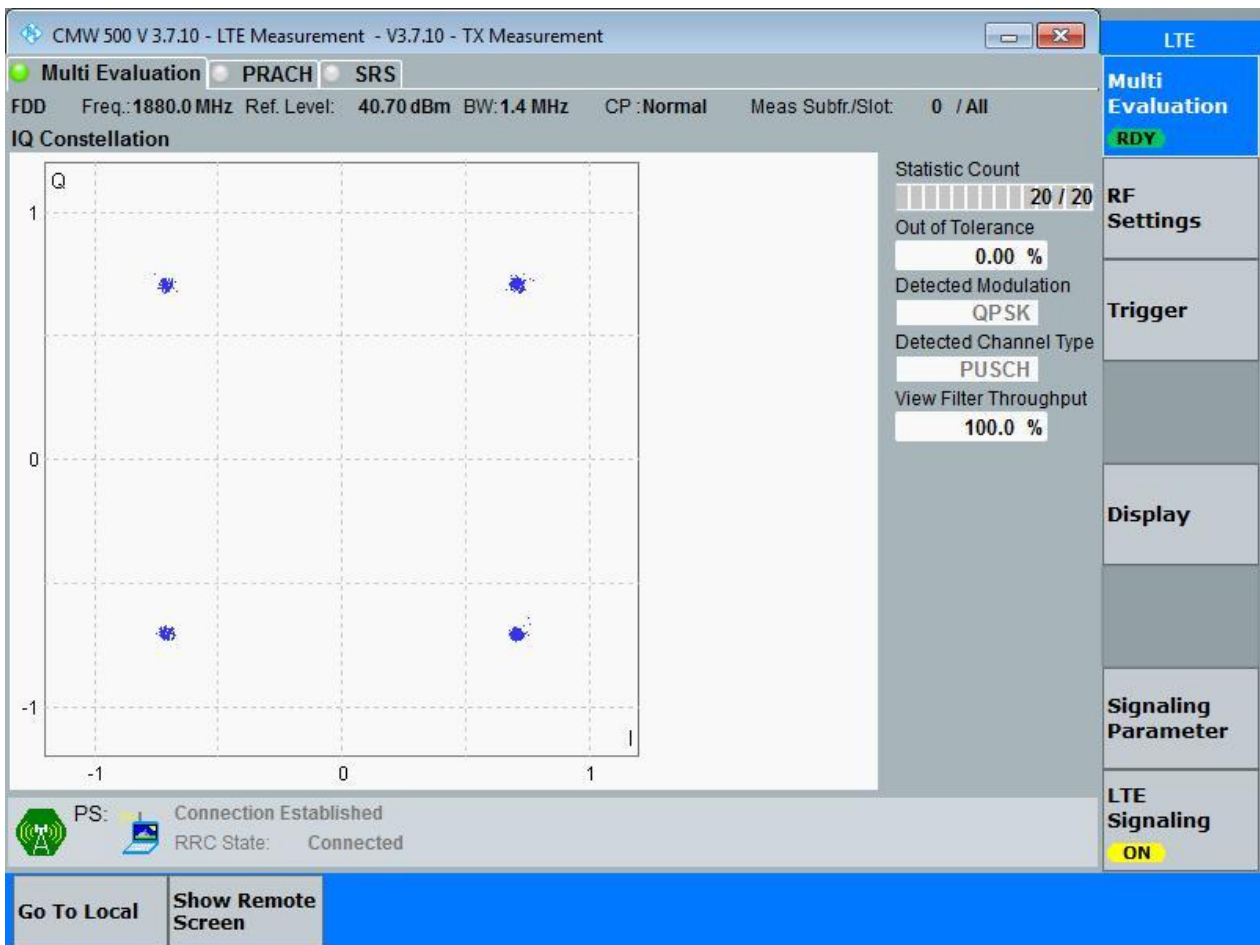 CMW 500 V 3.7.10 - LTE Measurement - V3.7.10 - TX Measurement
LTE
Multi Evaluation PRACH SRS
FDD Freq.:1880.0 MHz Ref. Level: 40.70 dBm BW:1.4 MHz CP :Normal Meas Subfr./Slot: 0 / All
IQ Constellation
Q
1
0
-1
I
-1 0 1
Statistic Count
20 / 20
Out of Tolerance
0.00 %
Detected Modulation
QPSK
Detected Channel Type
PUSCH
View Filter Throughput
100.0 %
Multi
Evaluation
RDY
RF
Settings
Trigger
Display
Signaling
Parameter
LTE
Signaling
ON
PS: Connection Established
RRC State: Connected
Go To Local
Show Remote
Screen